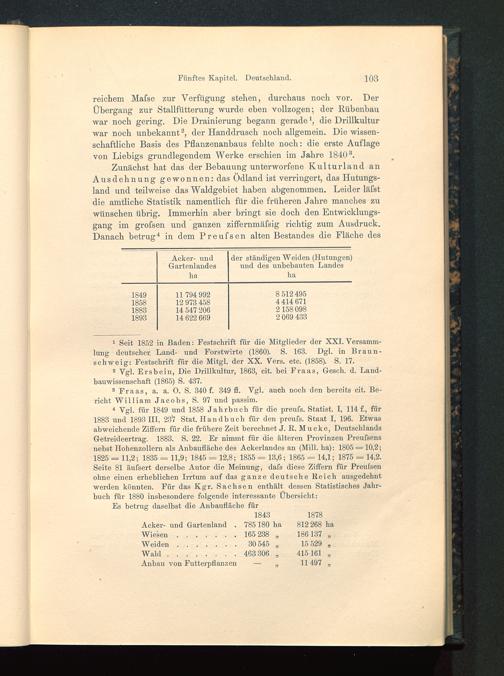 Fünftes Kapitel. Deutschland. 103
reichem Maſse zur Verfügung stehen, durchaus noch vor. Der
Übergang zur Stallfütterung wurde eben vollzogen; der Rübenbau
war noch gering. Die Drainierung begann gerade¹, die Drillkultur
war noch unbekannt², der Handdrusch noch allgemein. Die wissen-
schaftliche Basis des Pflanzenanbaus fehlte noch: die erste Auflage
von Liebigs grundlegendem Werke erschien im Jahre 1840³.
Zunächst hat das der Bebauung unterworfene Kulturland an
Ausdehnung gewonnen: das Ödland ist verringert, das Hutungs-
land und teilweise das Waldgebiet haben abgenommen. Leider läſst
die amtliche Statistik namentlich für die früheren Jahre manches zu
wünschen übrig. Immerhin aber bringt sie doch den Entwicklungs-
gang im groſsen und ganzen ziffernmäſsig richtig zum Ausdruck.
Danach betrug⁴ in dem Preuſsen alten Bestandes die Fläche des
Acker- und der ständigen Weiden (Hutungen)
Gartenlandes und des unbebauten Landes
ha ha
1849 11 794 992 8 512 495
1858 12 973 458 4 414 671
1883 14 547 206 2 158 098
1893 14 622 669 2 069 433
¹ Seit 1852 in Baden: Festschrift für die Mitglieder der XXI. Versamm-
lung deutscher Land- und Forstwirte (1860). S. 163. Dgl. in Braun-
schweig: Festschrift für die Mitgl. der XX. Vers. etc. (1858). S. 17.
² Vgl. Ersbein, Die Drillkultur, 1863, cit. bei Fraas, Gesch. d. Land-
bauwissenschaft (1865) S. 437.
³ Fraas, a. a. O. S. 340 f. 349 ff. Vgl. auch noch den bereits cit. Be-
richt William Jacobs, S. 97 und passim.
⁴ Vgl. für 1849 und 1858 Jahrbuch für die preuſs. Statist. I, 114 f., für
1883 und 1893 III, 237 Stat. Handbuch für den preuſs. Staat I, 196. Etwas
abweichende Ziffern für die frühere Zeit berechnet J. R. Mucke, Deutschlands
Getreideertrag. 1883. S. 22. Er nimmt für die älteren Provinzen Preuſsens
nebst Hohenzollern als Anbaufläche des Ackerlandes an (Mill. ha): 1805 = 10,2;
1825 = 11,2; 1835 = 11,9; 1845 = 12,8; 1855 = 13,6; 1865 = 14,1; 1875 = 14,2.
Seite 81 äuſsert derselbe Autor die Meinung, daſs diese Ziffern für Preuſsen
ohne einen erheblichen Irrtum auf das ganze deutsche Reich ausgedehnt
werden könnten. Für das Kgr. Sachsen enthält dessen Statistisches Jahr-
buch für 1880 insbesondere folgende interessante Übersicht:
Es betrug daselbst die Anbaufläche für
1843 1878
Acker- und Gartenland . 785 180 ha 812 268 ha
Wiesen . . . . . . . 165 238 „ 186 137 „
Weiden . . . . . . . 30 545 „ 15 529 „
Wald . . . . . . . . 463 306 „ 415 161 „
Anbau von Futterpflanzen — „ 11 497 „